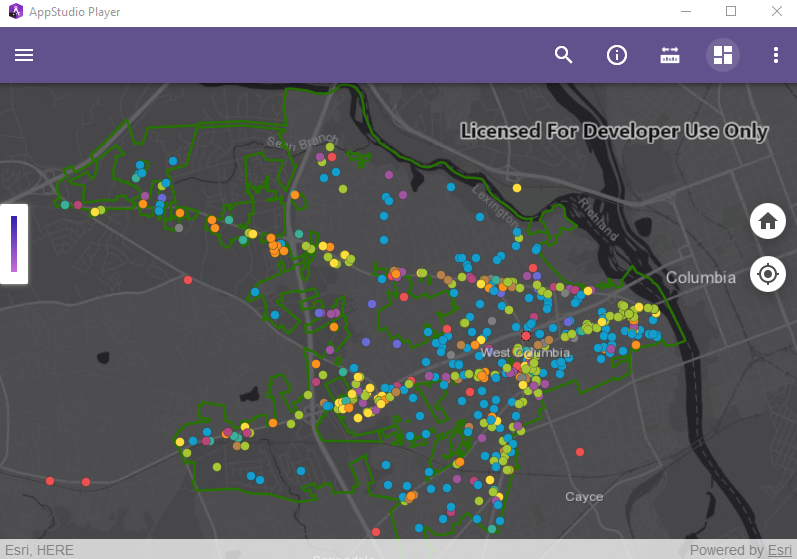 AppStudio Player
Senn Branch
Licensed For Developer Use Only
Lexington
Richland
Columbia
West Columbia
Cayce
Esri, HERE
Powered by Esri